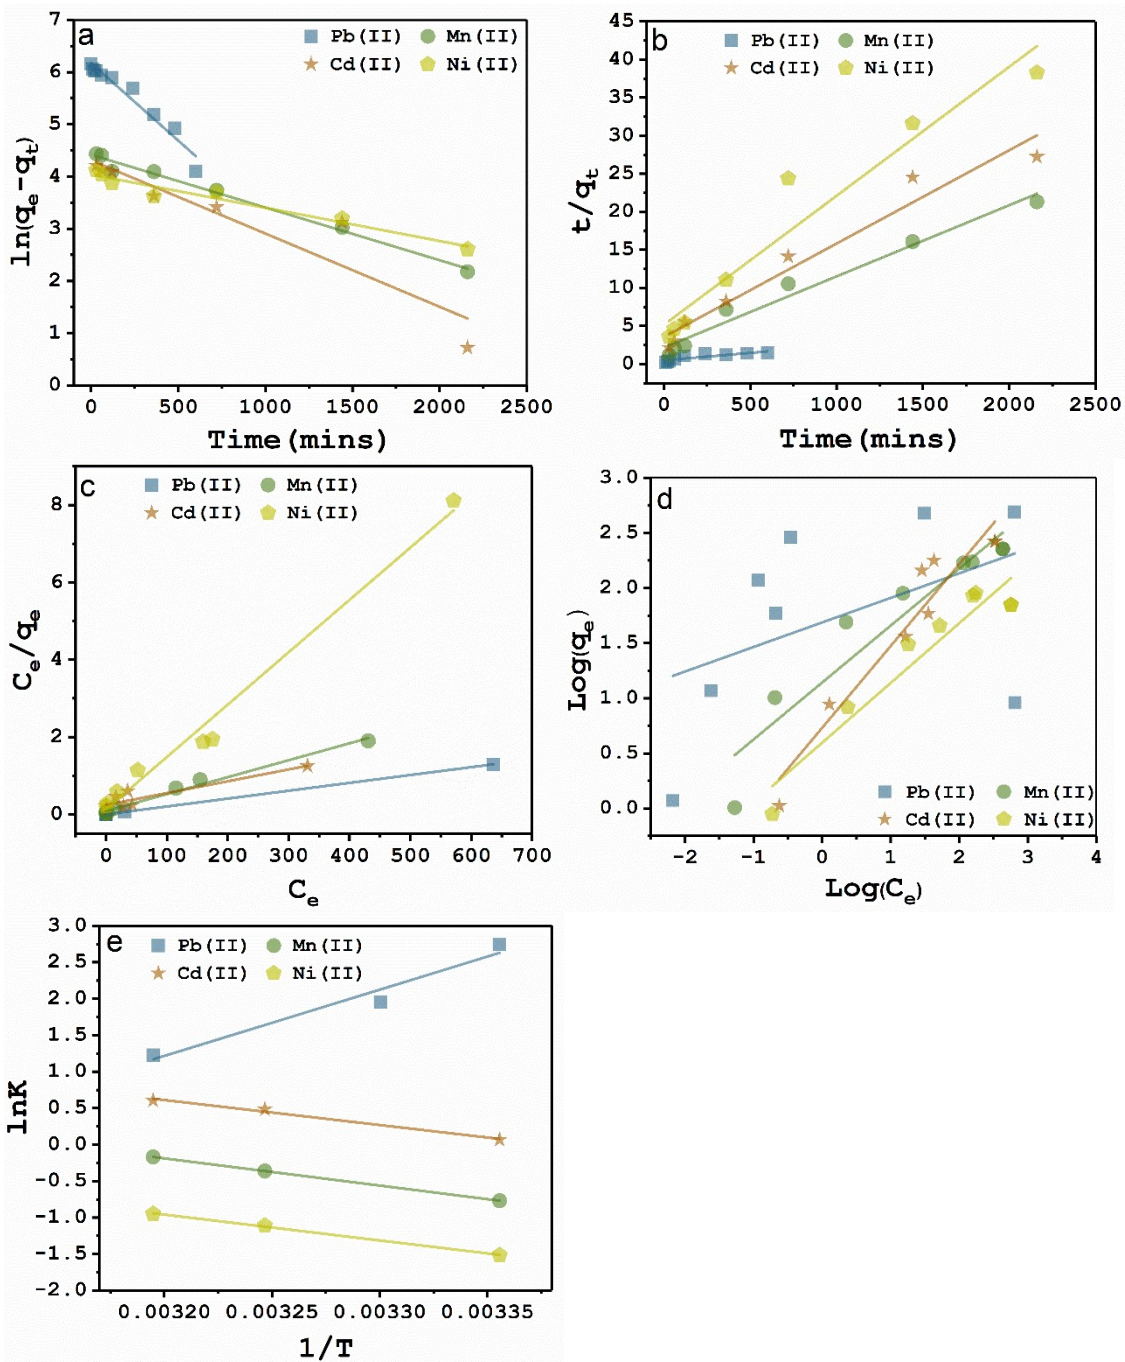 a
Pb(II) Mn(II)
Cd(II) Ni(II)
ln(qe-qt)
7
6
5
4
3
2
1
0
0 500 1000 1500 2000 2500
Time(mins)
b
Pb(II) Mn(II)
Cd(II) Ni(II)
t/qt
45
40
35
30
25
20
15
10
5
0
0 500 1000 1500 2000 2500
Time(mins)
c
Pb(II) Mn(II)
Cd(II) Ni(II)
Ce/qe
8
6
4
2
0
0 100 200 300 400 500 600 700
Ce
d
Log(qe)
3.0
2.5
2.0
1.5
1.0
0.5
0.0
Pb(II) Mn(II)
Cd(II) Ni(II)
-2 -1 0 1 2 3 4
Log(Ce)
e
Pb(II) Mn(II)
Cd(II) Ni(II)
lnK
3.0
2.5
2.0
1.5
1.0
0.5
0.0
-0.5
-1.0
-1.5
-2.0
0.00320 0.00325 0.00330 0.00335
1/T